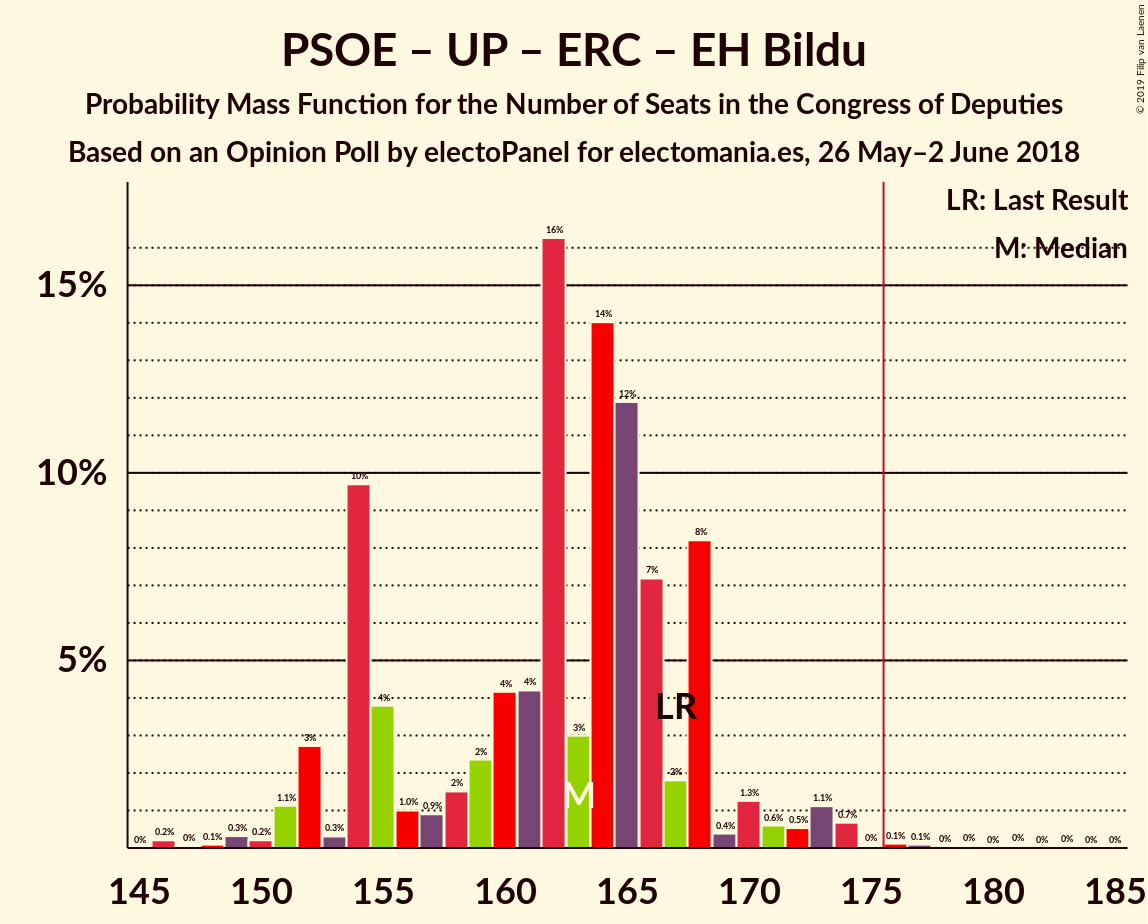 PSOE – UP – ERC – EH Bildu
Probability Mass Function for the Number of Seats in the Congress of Deputies
Based on an Opinion Poll by electoPanel for electomania.es, 26 May–2 June 2018
© 2019 Filip van Laenen
LR: Last Result
M: Median
15%
10%
5%
0% 0.2% 0% 0.1% 0.3% 0.2% 1.1% 3% 0.3% 10% 4% 1.0% 0.9% 2% 2% 4% 4% 16% 3% 14% 12% 7% 2% 8% 0.4% 1.3% 0.6% 0.5% 1.1% 0.7% 0% 0.1% 0.1% 0% 0% 0% 0% 0% 0% 0% 0%
LR
M
145 150 155 160 165 170 175 180 185